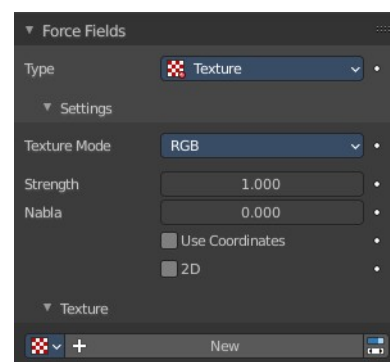 Force Fields
Type Texture
Settings
Texture Mode RGB
Strength 1.000
Nabla 0.000
Use Coordinates
2D
Texture
New